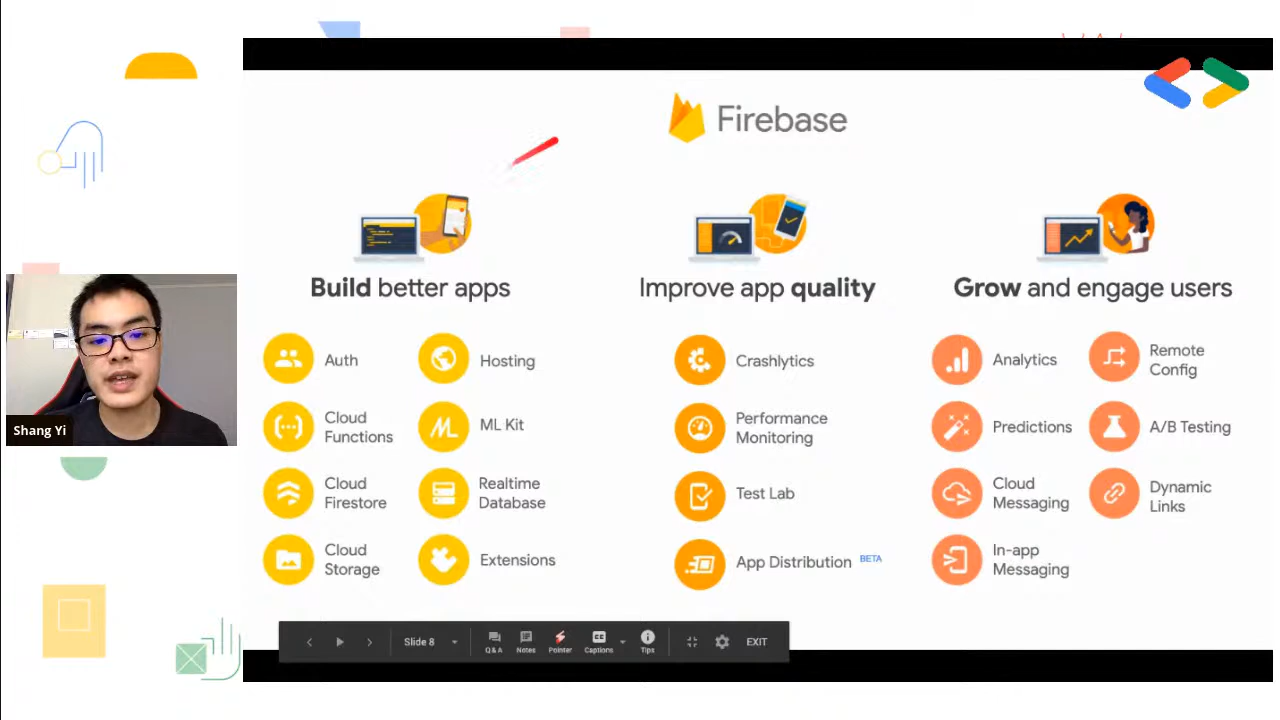 Firebase
Build better apps
Improve app quality
Grow and engage users
Auth
Cloud
Functions
Cloud
Firestore
Cloud
Storage
Hosting
ML Kit
Realtime
Database
Extensions
Crashlytics
Performance
Monitoring
Test Lab
App Distribution BETA
Analytics
Predictions
Cloud
Messaging
In-app
Messaging
Remote
Config
A/B Testing
Dynamic
Links
Shang Yi
Slide 8
Q & A
Notes
Pointer
CC
Captions
Tips
EXIT